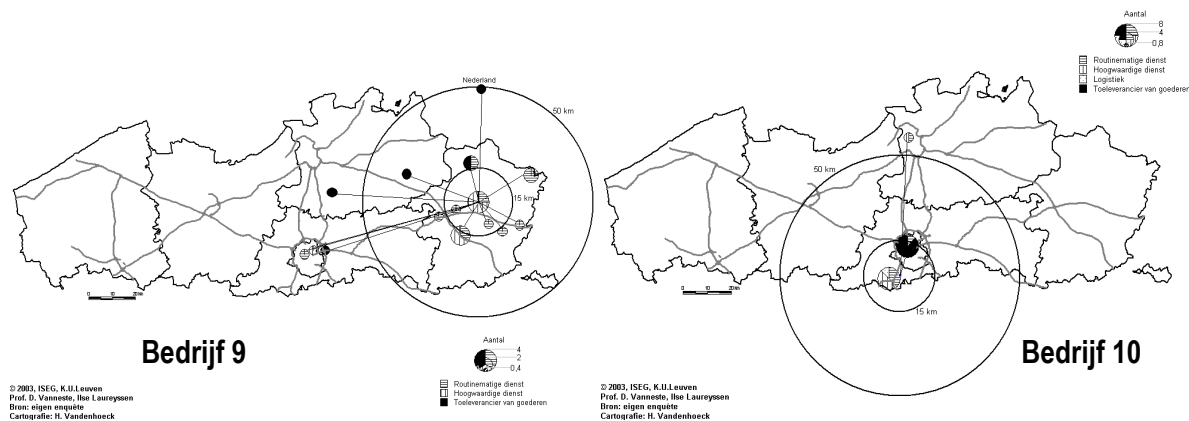 Nederland
50 km
15 km
20 km
Bedrijf 9
Aantal
4
2
0,4
Routinematige dienst
Hoogwaardige dienst
Toeleverancier van goederen
© 2003, ISEG, K.U.Leuven
Prof. D. Vanneste, Ilse Laureyssen
Bron: eigen enquête
Cartografie: H. Vandenhoeck
Aantal
8
4
0,8
Routinematige dienst
Hoogwaardige dienst
Logistiek
Toeleverancier van goederen
50 km
15 km
Bedrijf 10
© 2003, ISEG, K.U.Leuven
Prof. D. Vanneste, Ilse Laureyssen
Bron: eigen enquête
Cartografie: H. Vandenhoeck